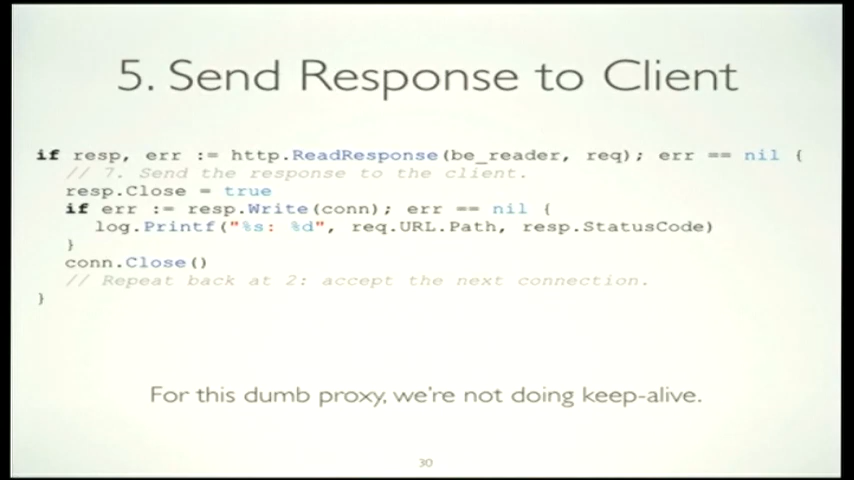 5. Send Response to Client
if resp, err := http.ReadResponse(be_reader, req); err == nil {
// 7. Send the response to the client.
resp.Close = true
if err := resp.Write(conn); err == nil {
log.Printf("%s: %d", req.URL.Path, resp.StatusCode)
}
conn.Close()
// Repeat back at 2: accept the next connection.
}
For this dumb proxy, we're not doing keep-alive.
30